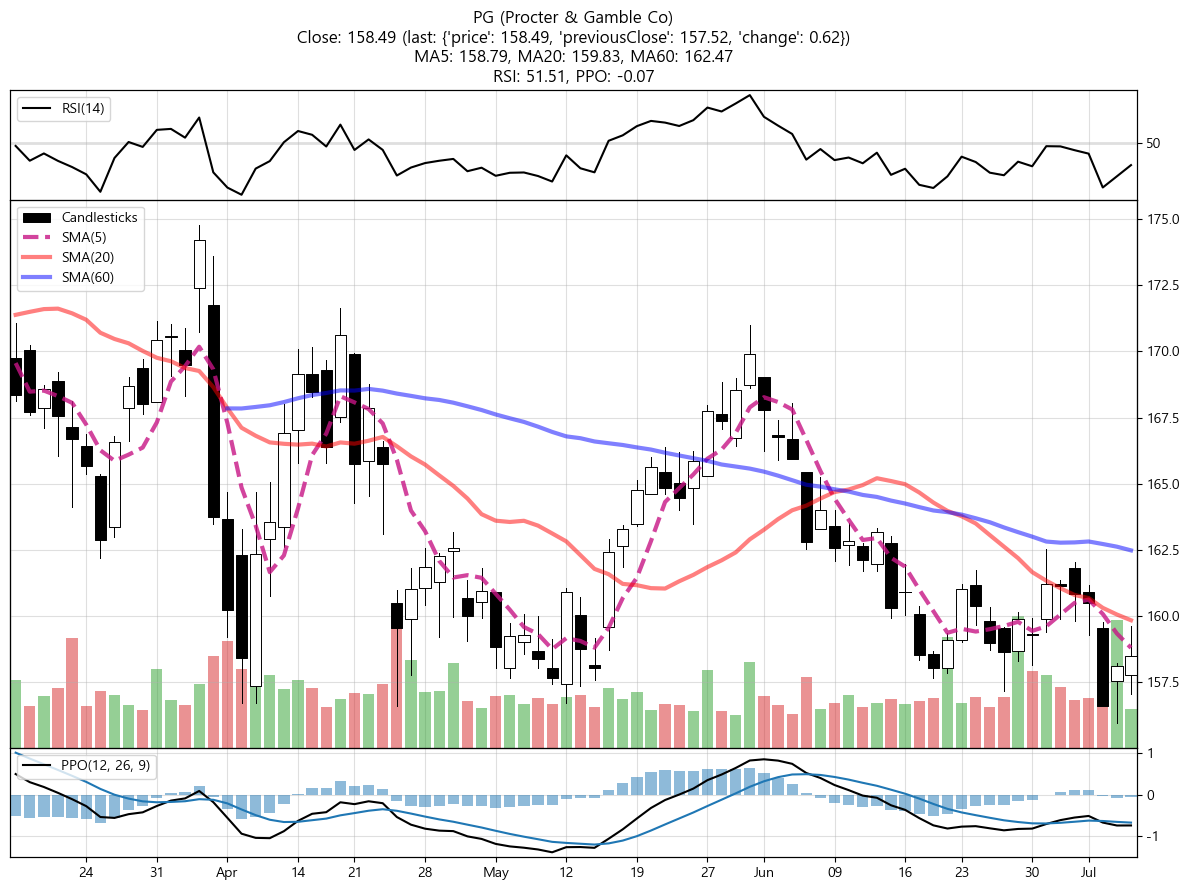 PG (Procter & Gamble Co)
Close: 158.49 (last: {'price': 158.49, 'previousClose': 157.52, 'change': 0.62})
MA5: 158.79, MA20: 159.83, MA60: 162.47
RSI: 51.51, PPO: -0.07
RSI(14)
50
Candlesticks
SMA(5)
SMA(20)
SMA(60)
175.0
172.5
170.0
167.5
165.0
162.5
160.0
157.5
PPO(12, 26, 9)
1
0
-1
24 31 Apr 14 21 28 May 12 19 27 Jun 09 16 23 30 Jul